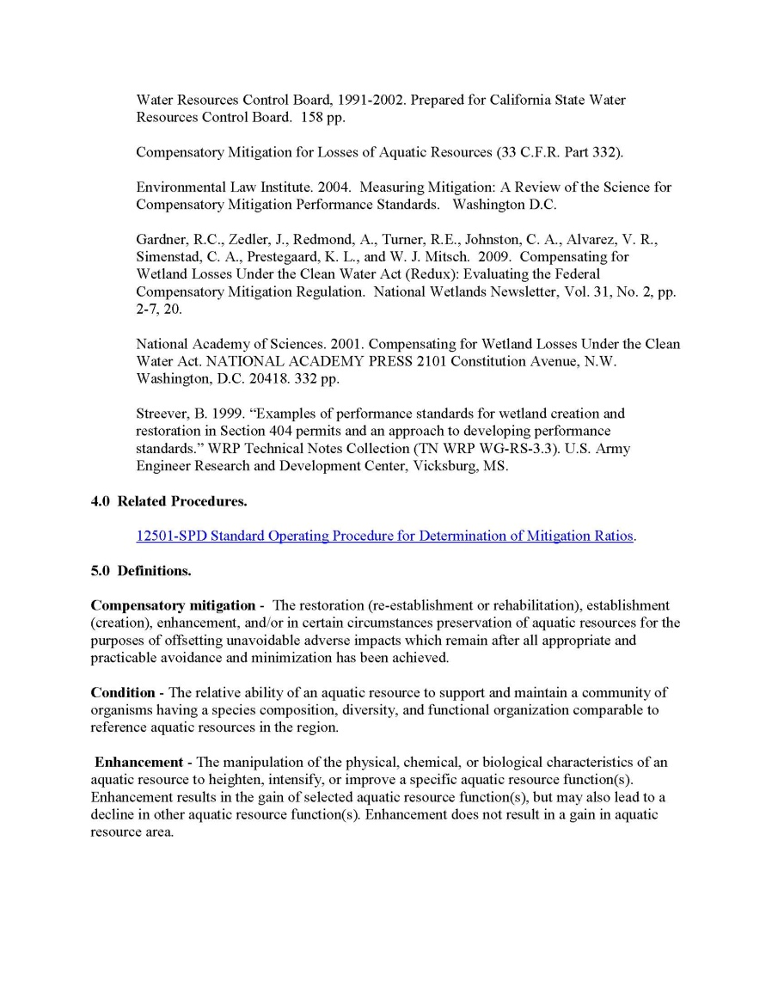 Water Resources Control Board, 1991-2002. Prepared for California State Water
Resources Control Board.  158 pp.
Compensatory Mitigation for Losses of Aquatic Resources (33 C.F.R. Part 332).
Environmental Law Institute. 2004.  Measuring Mitigation: A Review of the Science for
Compensatory Mitigation Performance Standards.   Washington D.C.
Gardner, R.C., Zedler, J., Redmond, A., Turner, R.E., Johnston, C. A., Alvarez, V. R.,
Simenstad, C. A., Prestegaard, K. L., and W. J. Mitsch.  2009.  Compensating for
Wetland Losses Under the Clean Water Act (Redux): Evaluating the Federal
Compensatory Mitigation Regulation.  National Wetlands Newsletter, Vol. 31, No. 2, pp.
2-7, 20.
National Academy of Sciences. 2001. Compensating for Wetland Losses Under the Clean
Water Act. NATIONAL ACADEMY PRESS 2101 Constitution Avenue, N.W.
Washington, D.C. 20418. 332 pp.
Streever, B. 1999. “Examples of performance standards for wetland creation and
restoration in Section 404 permits and an approach to developing performance
standards.” WRP Technical Notes Collection (TN WRP WG-RS-3.3). U.S. Army
Engineer Research and Development Center, Vicksburg, MS.
4.0  Related Procedures.
12501-SPD Standard Operating Procedure for Determination of Mitigation Ratios.
5.0  Definitions.
Compensatory mitigation -  The restoration (re-establishment or rehabilitation), establishment
(creation), enhancement, and/or in certain circumstances preservation of aquatic resources for the
purposes of offsetting unavoidable adverse impacts which remain after all appropriate and
practicable avoidance and minimization has been achieved.
Condition - The relative ability of an aquatic resource to support and maintain a community of
organisms having a species composition, diversity, and functional organization comparable to
reference aquatic resources in the region.
Enhancement - The manipulation of the physical, chemical, or biological characteristics of an
aquatic resource to heighten, intensify, or improve a specific aquatic resource function(s).
Enhancement results in the gain of selected aquatic resource function(s), but may also lead to a
decline in other aquatic resource function(s). Enhancement does not result in a gain in aquatic
resource area.